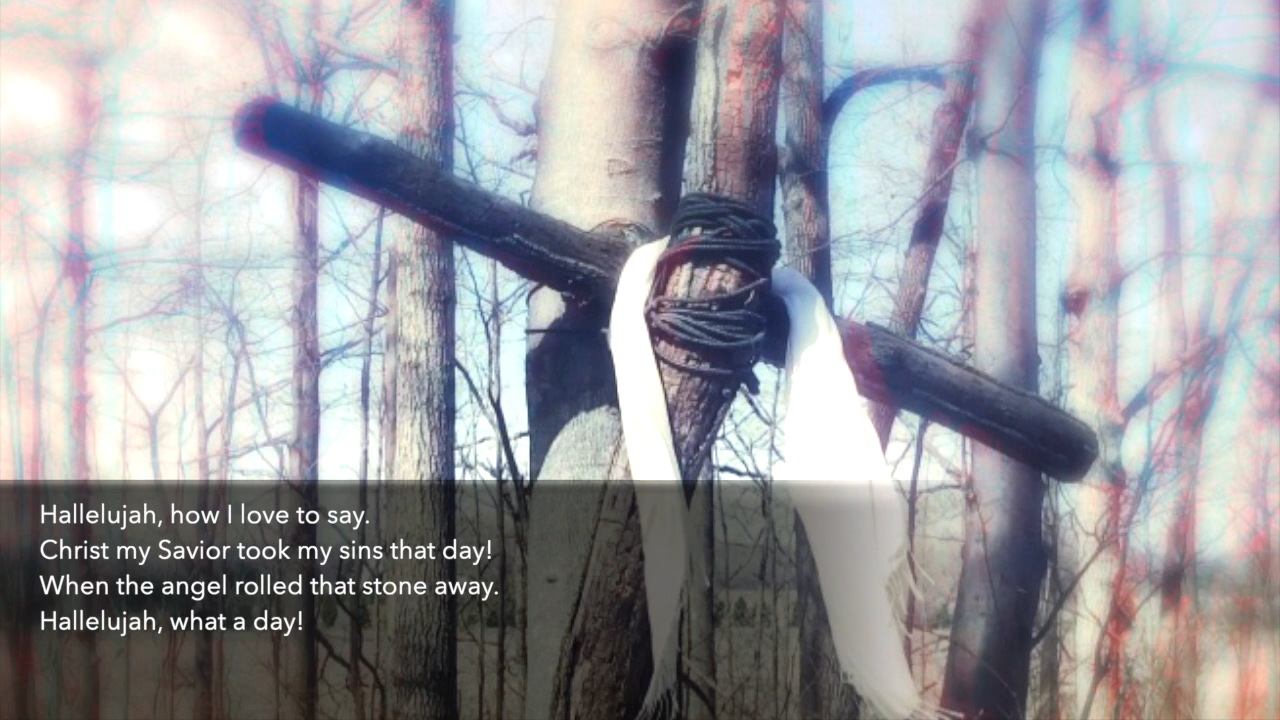 Hallelujah, how I love to say.
Christ my Savior took my sins that day!
When the angel rolled that stone away.
Hallelujah, what a day!